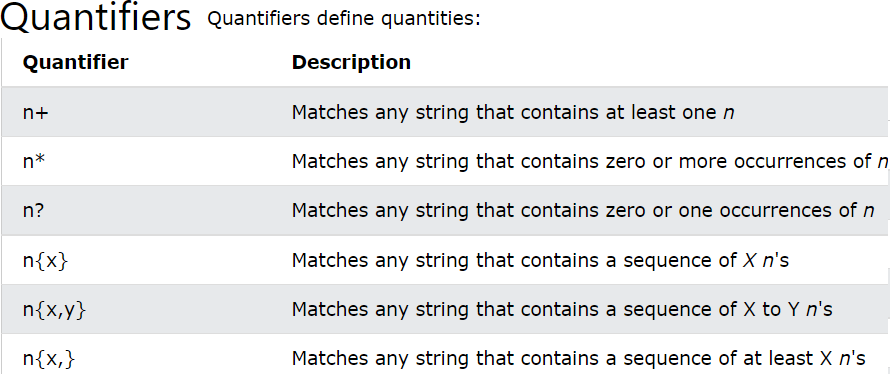 Quantifiers Quantifiers define quantities:
Quantifier Description
n+ Matches any string that contains at least one n
n* Matches any string that contains zero or more occurrences of n
n? Matches any string that contains zero or one occurrences of n
n{x} Matches any string that contains a sequence of X n's
n{x,y} Matches any string that contains a sequence of X to Y n's
n{x,} Matches any string that contains a sequence of at least X n's